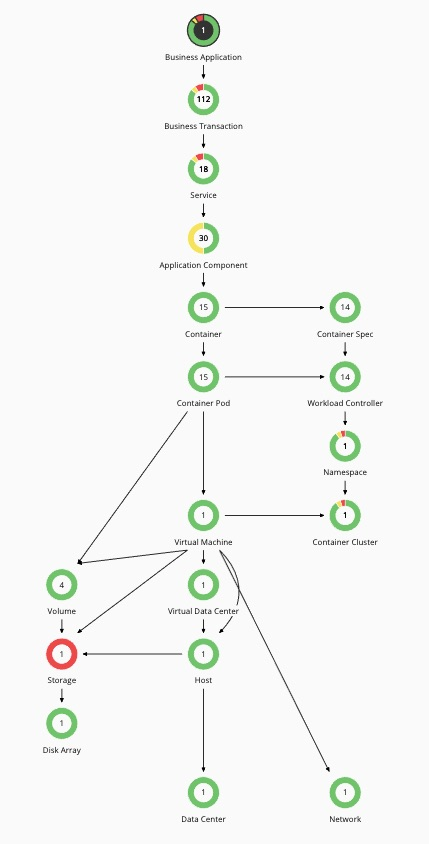 1
Business Application
112
Business Transaction
18
Service
30
Application Component
15
Container
14
Container Spec
15
Container Pod
14
Workload Controller
1
Namespace
1
Virtual Machine
1
Container Cluster
4
Volume
1
Virtual Data Center
1
Storage
1
Host
1
Disk Array
1
Data Center
1
Network